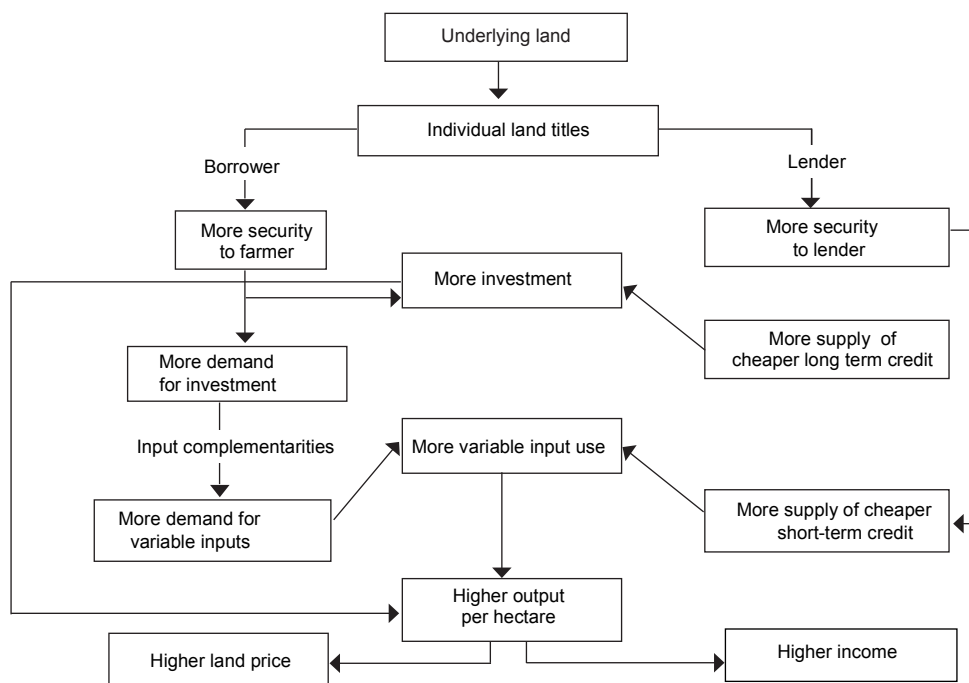 Underlying land
Individual land titles
Borrower
Lender
More security
to farmer
More security
to lender
More investment
More supply of
cheaper long term credit
More demand
for investment
Input complementarities
More variable input use
More demand for
variable inputs
More supply of cheaper
short-term credit
Higher output
per hectare
Higher land price
Higher income